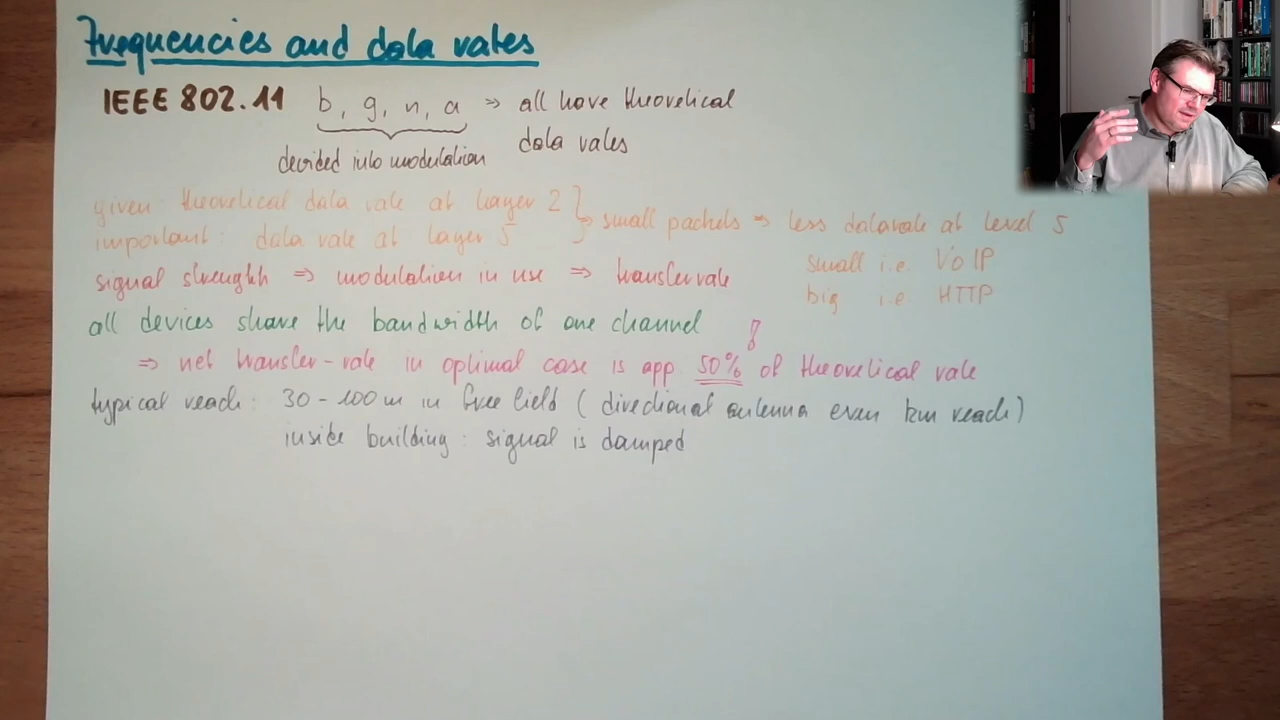 Frequencies and data rates
IEEE 802.11 b, g, n, a ⇒ all have theoretical
data rates
devided into modulation
given: theoretical data rate at layer 2
important: data rate at layer 5
small packets ⇒ less datarate at level 5
small i.e. VoIP
big i.e HTTP
signal strenghh ⇒ modulation in use ⇒ transfer rate
all devices share the bandwidth of one channel
⇒ net transfer-rate in optimal case is app 50% of theoretical rate
typical reach: 30-100m in free field (directional antenna even km reach)
inside building: signal is damped